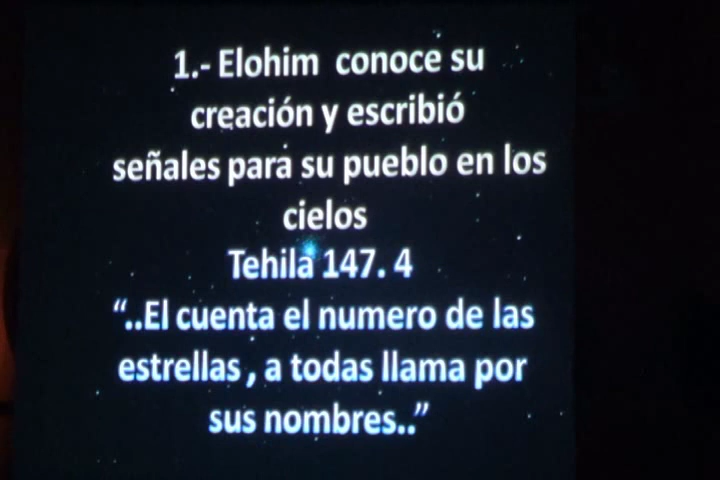 1.- Elohim conoce su
creación y escribió
señales para su pueblo en los
cielos
Tehila 147. 4
“..El cuenta el numero de las
estrellas , a todas llama por
sus nombres..”